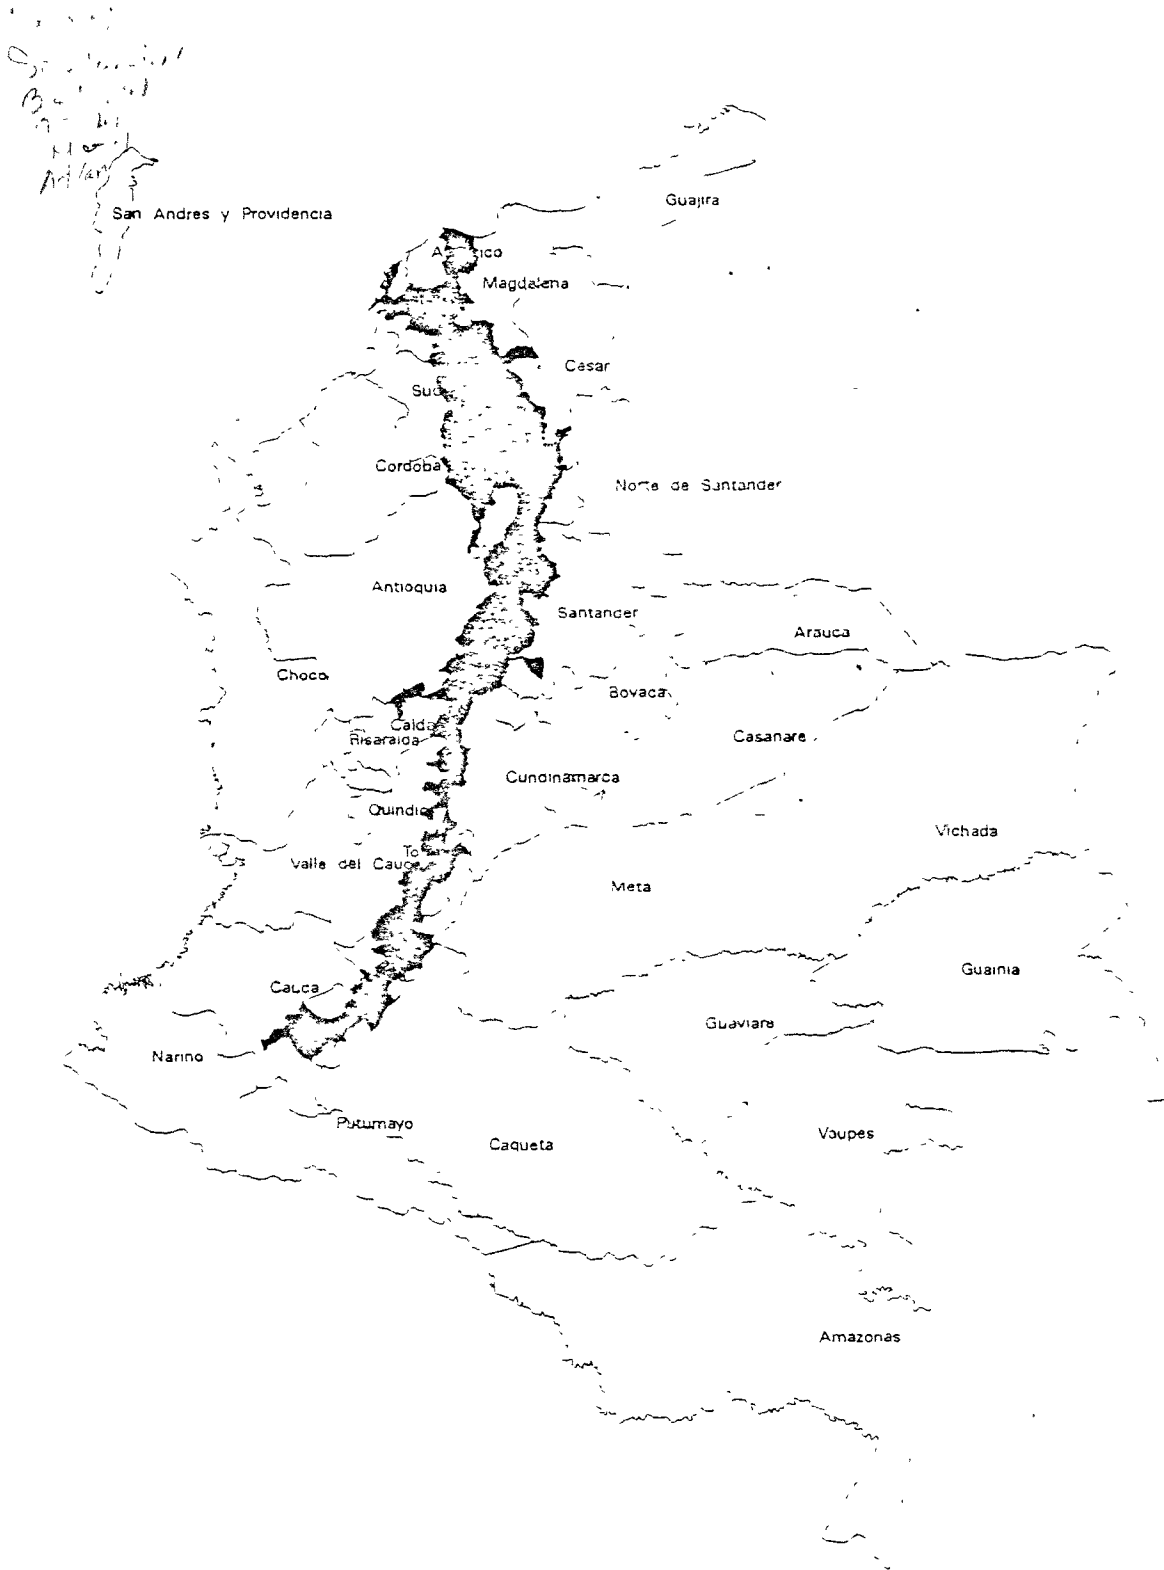 San Andres y Providencia
Guajira
Magdalena
Cesar
Cordoba
Norte de Santander
Antioquia
Santander
Arauca
Choco
Boyaca
Risaralda
Casanare
Cundinamarca
Quindio
Vichada
Valle del Cauca
Meta
Guainia
Cauca
Guaviare
Narino
Putumayo
Caqueta
Vaupes
Amazonas